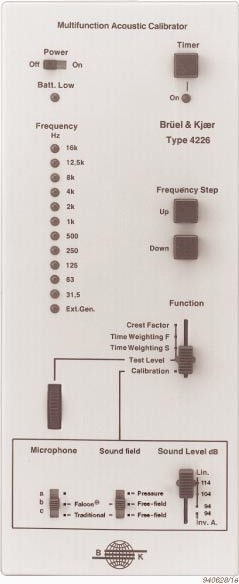 Multifunction Acoustic Calibrator
Power
Timer
Off On
Batt. Low
On
Frequency
Hz
Brüel & Kjær
Type 4226
16k
12,5k
8k
4k
2k
1k
500
250
125
63
31,5
Ext.Gen.
Frequency Step
Up
Down
Function
Crest Factor
Time Weighting F
Time Weighting S
Test Level
Calibration
Microphone
Sound field
Sound Level dB
Lin.
a
b
c
Falcon®
Traditional
Pressure
Free-field
Free-field
114
104
94
94
Inv. A.
B K
940628/1e